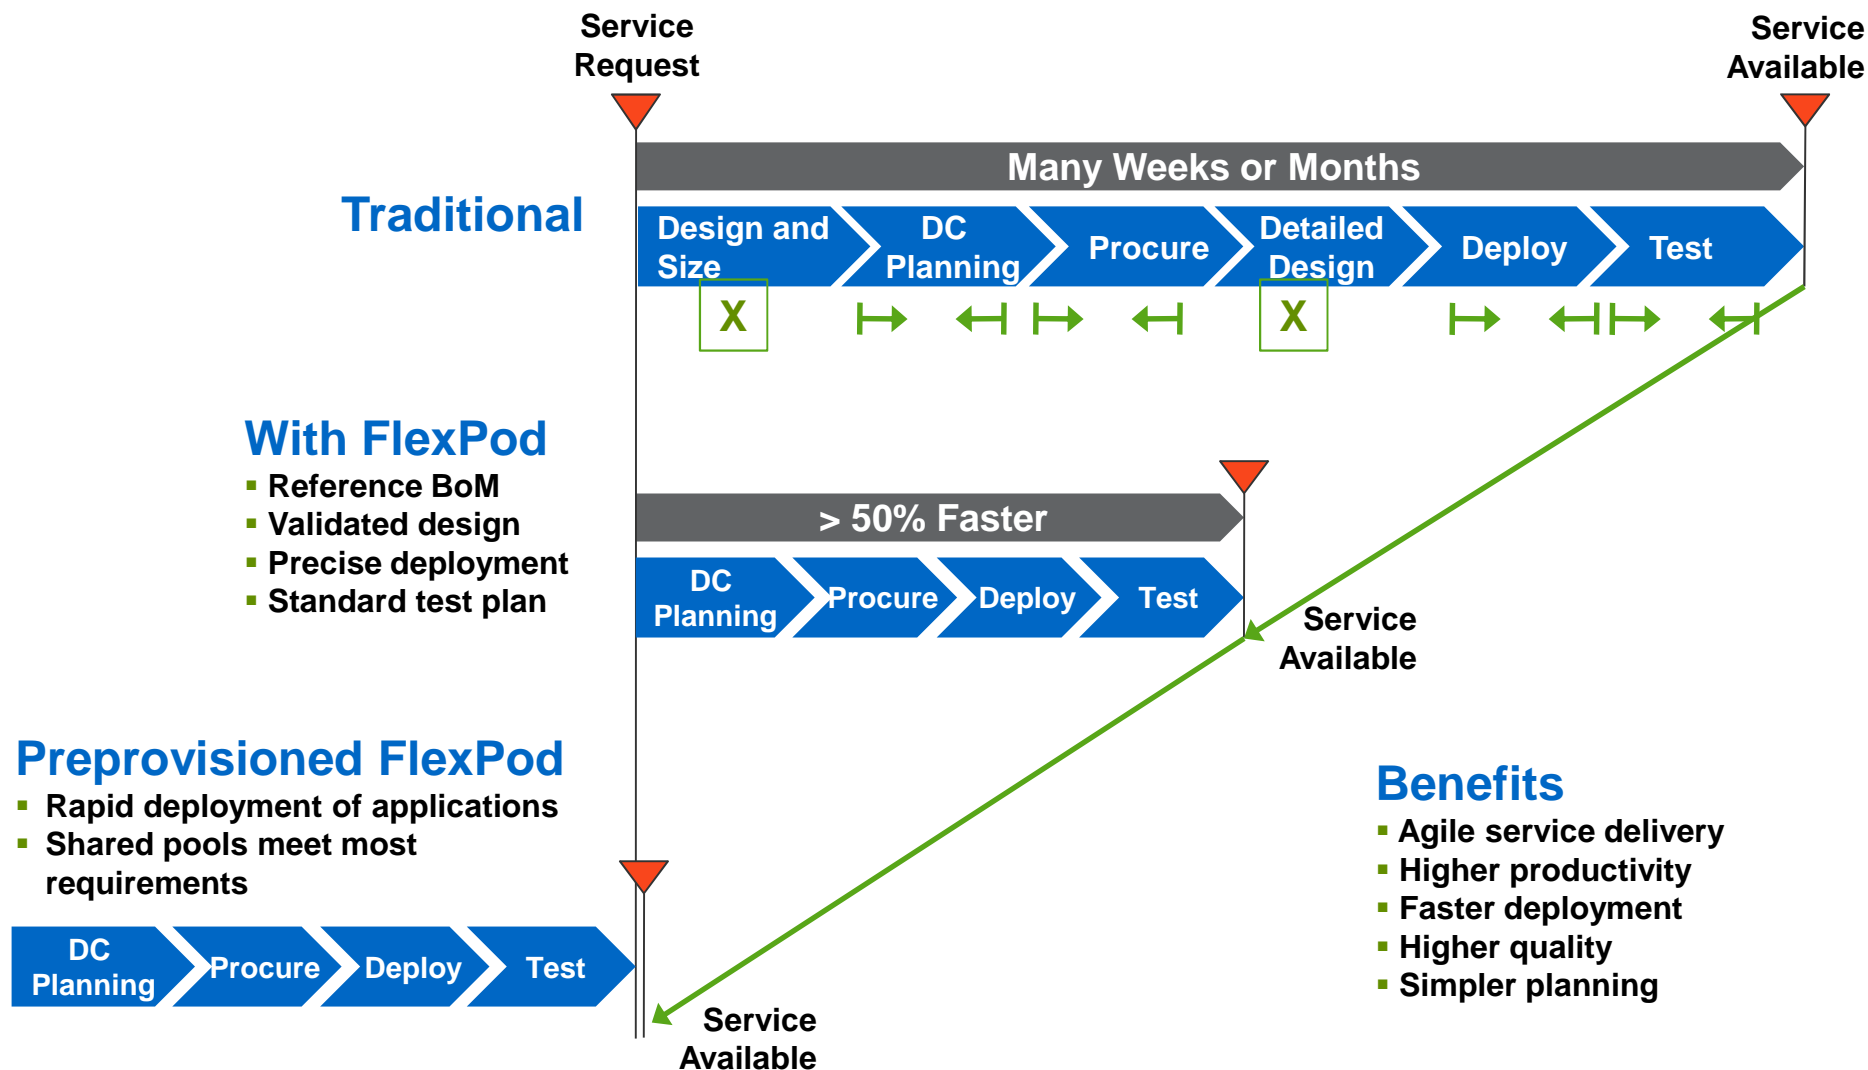 Service
Request
Service
Available
Many Weeks or Months
Traditional
Design and
Size
DC
Planning
Procure
Detailed
Design
Deploy
Test
X
X
With FlexPod
▪ Reference BoM
▪ Validated design
▪ Precise deployment
▪ Standard test plan
> 50% Faster
DC
Planning
Procure
Deploy
Test
Service
Available
Preprovisioned FlexPod
▪ Rapid deployment of applications
▪ Shared pools meet most
requirements
DC
Planning
Procure
Deploy
Test
Service
Available
Benefits
▪ Agile service delivery
▪ Higher productivity
▪ Faster deployment
▪ Higher quality
▪ Simpler planning